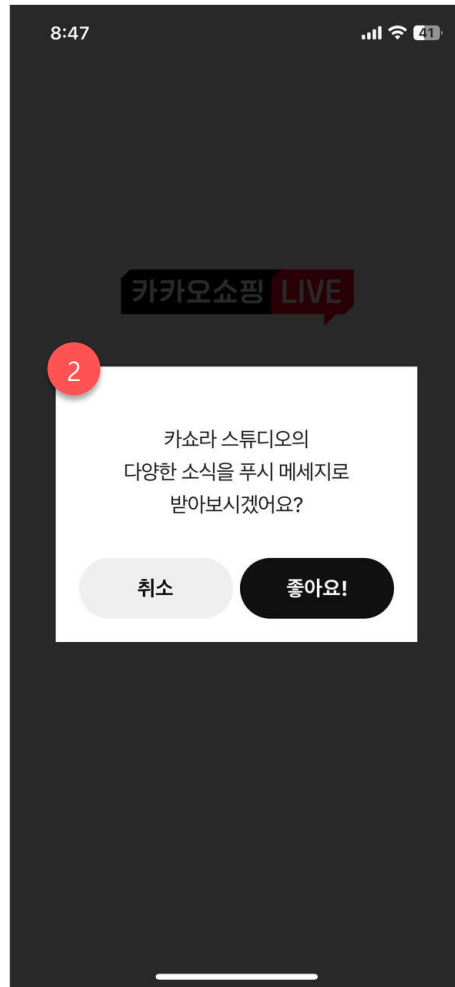 8:47
41
카카오쇼핑 LIVE
2
카쇼라 스튜디오의
다양한 소식을 푸시 메세지로
받아보시겠어요?
취소 좋아요!